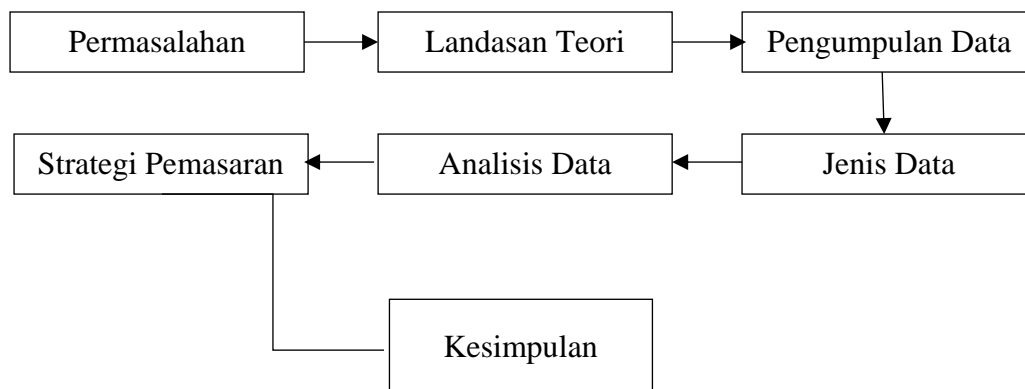 Permasalahan
Landasan Teori
Pengumpulan Data
Strategi Pemasaran
Analisis Data
Jenis Data
Kesimpulan